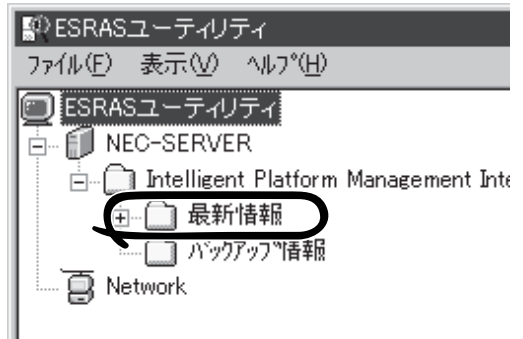 ESRASユーティリティ
ファイル(F) 表示(V) ヘルプ(H)
ESRASユーティリティ
NEC-SERVER
Intelligent Platform Management Inte
最新情報
バックアップ情報
Network